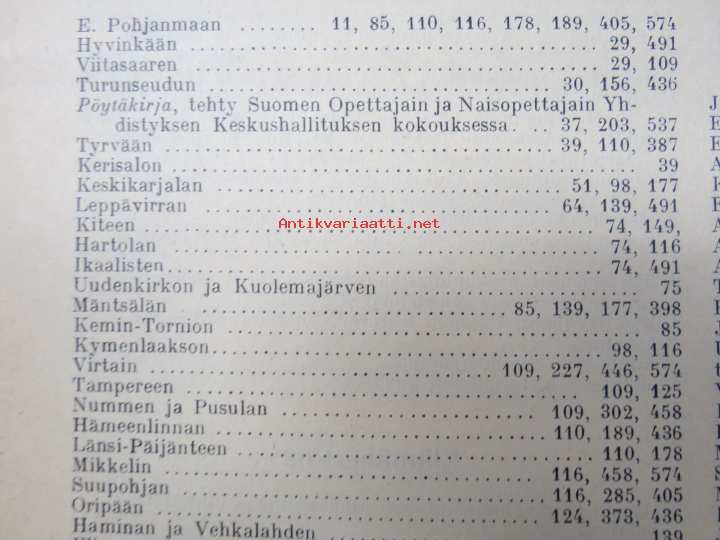 E. Pohjanmaan ........ 11, 85, 110, 116, 178, 189, 405, 574
Hyvinkään ........ 29, 491
Viitasaaren ........ 29, 109
Turunseudun ........ 30, 156, 436
Pöytäkirja, tehty Suomen Opettajain ja Naisopettajain Yh-
distyksen Keskushallituksen kokouksessa. .. 37, 203, 537
Tyrvään ........ 39, 110, 387
Kerisalon ........ 39
Keskikarjalan ........ 51, 98, 177
Leppävirran ........ 64, 139, 491
Antikvariaatti.net
Kiteen ........ 74, 149,
Hartolan ........ 74, 116
Ikaalisten ........ 74, 491
Uudenkirkon ja Kuolemajärven ........ 75
Mäntsälän ........ 85, 139, 177, 398
Kemin-Tornion ........ 85
Kymenlaakson ........ 98, 116
Virtain ........ 109, 227, 446, 574
Tampereen ........ 109, 125
Nummen ja Pusulan ........ 109, 302, 458
Hämeenlinnan ........ 110, 189, 436
Länsi-Päijänteen ........ 110, 178
Mikkelin ........ 116, 458, 574
Suupohjan ........ 116, 285, 405
Oripään ........ 124, 373, 436
Haminan ja Vehkalahden ........ 139